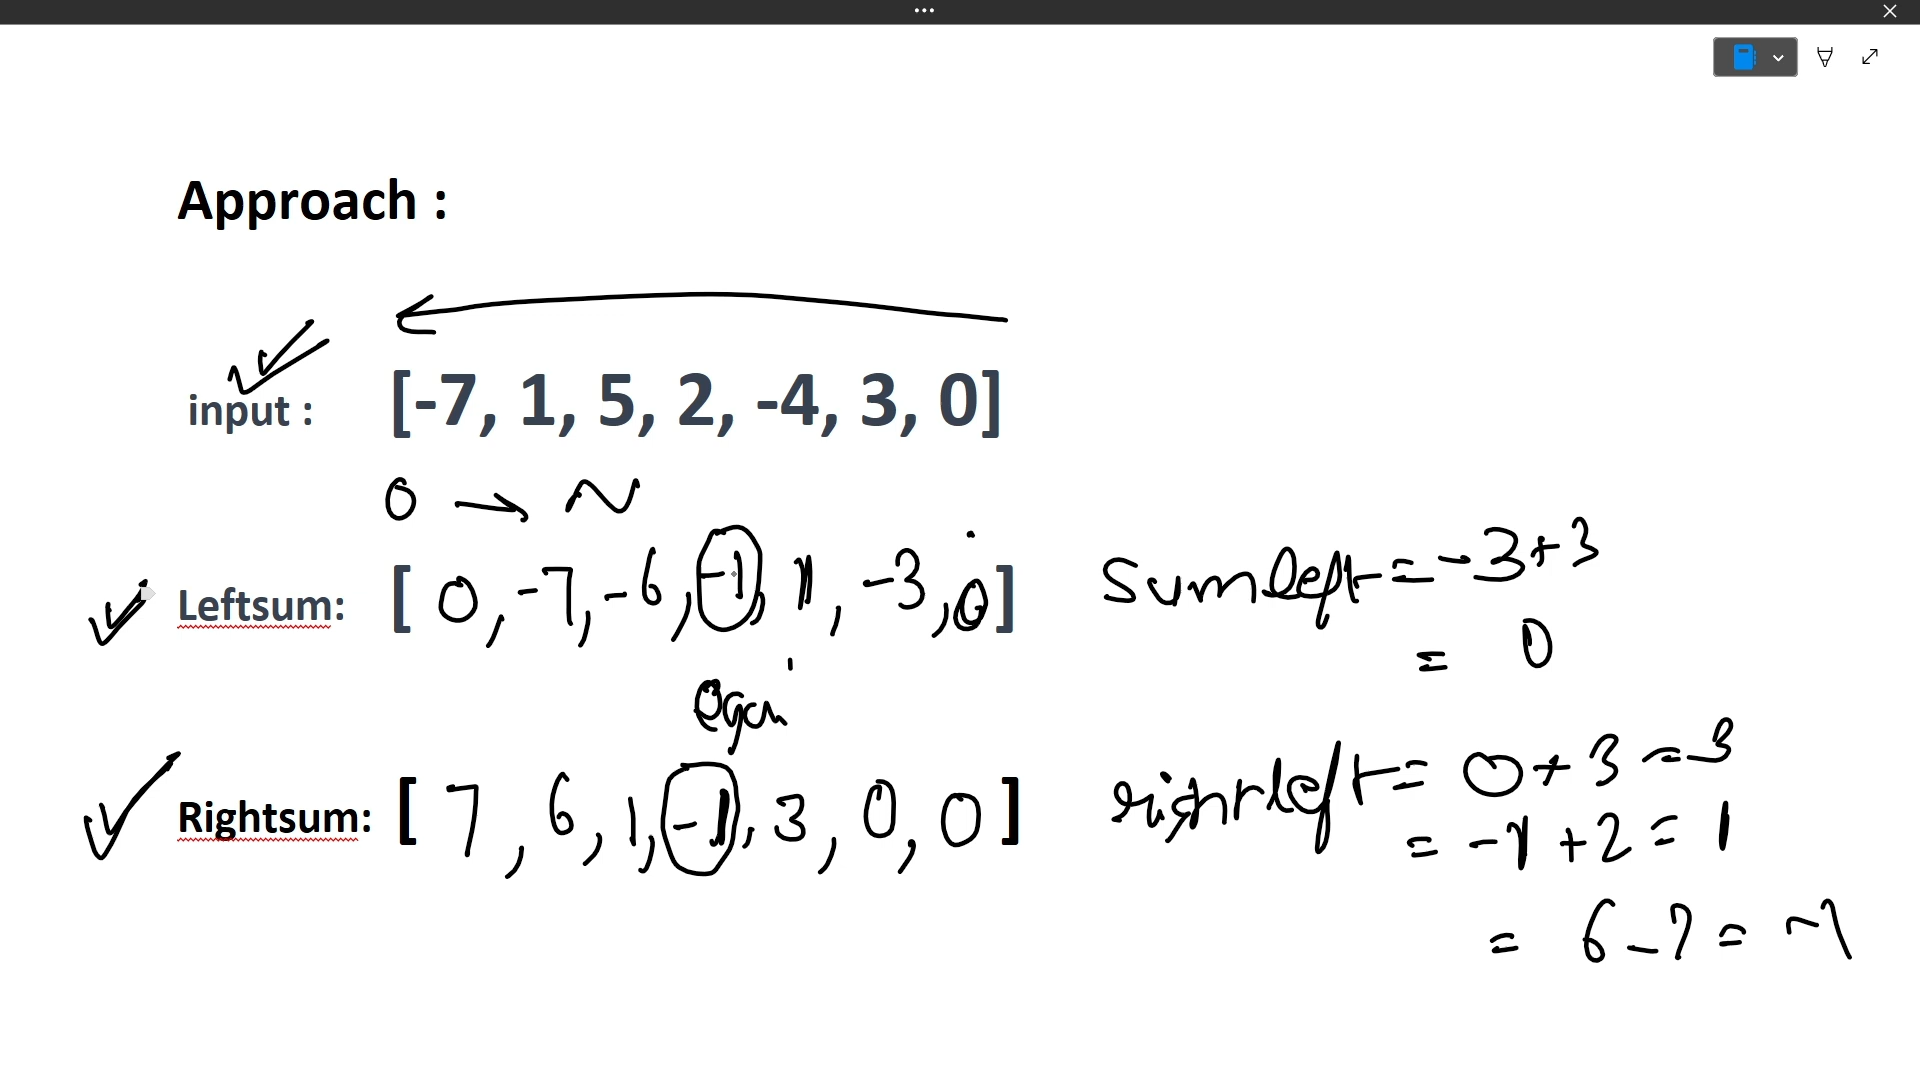 Approach :
input : [-7, 1, 5, 2, -4, 3, 0]
0 → N
Leftsum: [ 0, -7, -6, -1, 1, -3, 0]
Sumleft = -3+3
= 0
Rightsum: [ 7, 6, 1, -1, 3, 0, 0 ]
= 0+3 = 3
= -1+2 = 1
= 6-7 = -1